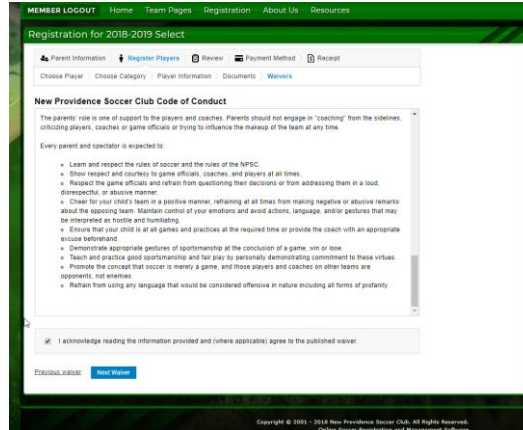 MEMBER LOGOUT Home Team Pages Registration About Us Resources
Registration for 2018-2019 Select
Parent Information Register Players Review Payment Method Receipt
Choose Player Choose Category Player Information Documents Waivers
New Providence Soccer Club Code of Conduct
The parents' role is one of support to the players and coaches. Parents should not engage in "coaching" from the sidelines,
criticizing players, coaches or game officials or trying to influence the makeup of the team at any time.
Every parent and spectator is expected to:
Learn and respect the rules of soccer and the rules of the NPSC.
Show respect and courtesy to game officials, coaches, and players at all times.
Respect the game officials and refrain from questioning their decisions or from addressing them in a loud,
disrespectful, or abusive manner.
Cheer for your child's team in a positive manner, refraining at all times from making negative or abusive remarks
about the opposing team. Maintain control of your emotions and avoid actions, language, and/or gestures that may
be interpreted as hostile and humiliating.
Ensure that your child is at all games and practices at the required time or provide the coach with an appropriate
excuse beforehand.
Demonstrate appropriate gestures of sportsmanship at the conclusion of a game, win or lose.
Teach and practice good sportsmanship and fair play by personally demonstrating commitment to these virtues.
Promote the concept that soccer is merely a game, and those players and coaches on other teams are
opponents, not enemies.
Refrain from using any language that would be considered offensive in nature including all forms of profanity
I acknowledge reading the information provided and (where applicable) agree to the published waiver.
Previous waiver Next Waiver
Copyright © 2001 - 2018 New Providence Soccer Club. All Rights Reserved.
Online Soccer Registration and Management Software